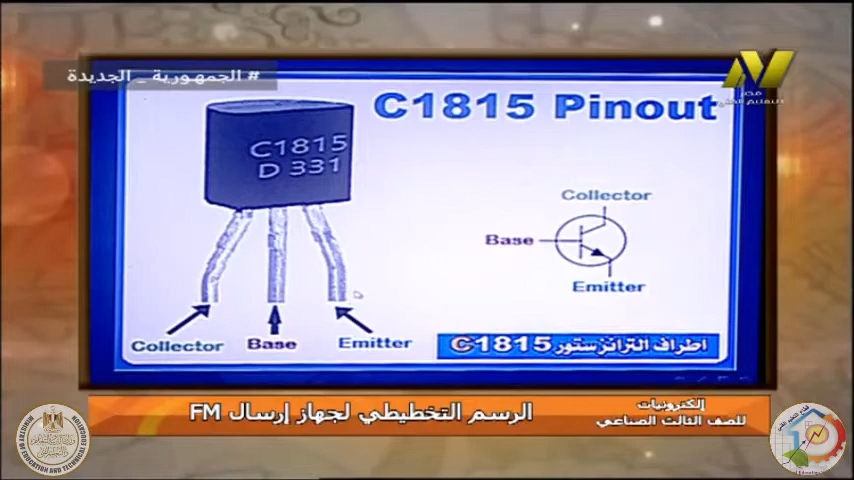 # الجمهورية _ الجديدة
مصر
C1815 Pinout
C1815
D 331
Collector
Base
Emitter
Collector
Base
Emitter
اطراف الترانزستور C1815
إلكترونيات
للصف الثالث الصناعي
الرسم التخطيطي لجهاز إرسال FM